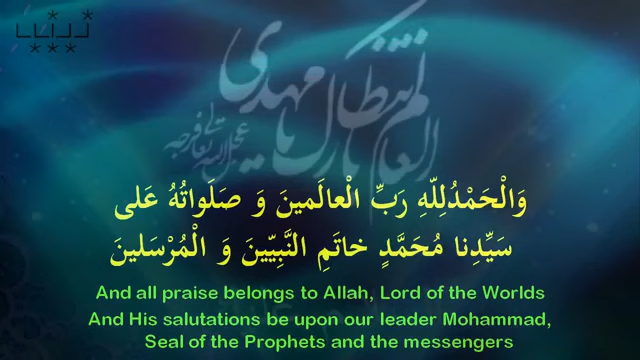 وَالْحَمْدُلِلّهِ رَبِّ الْعالَمينَ وَ صَلَواتُهُ عَلى
سَيِّدِنا مُحَمَّدٍ خاتَمِ النَّبِيّينَ وَ الْمُرْسَلينَ
And all praise belongs to Allah, Lord of the Worlds
And His salutations be upon our leader Mohammad,
Seal of the Prophets and the messengers